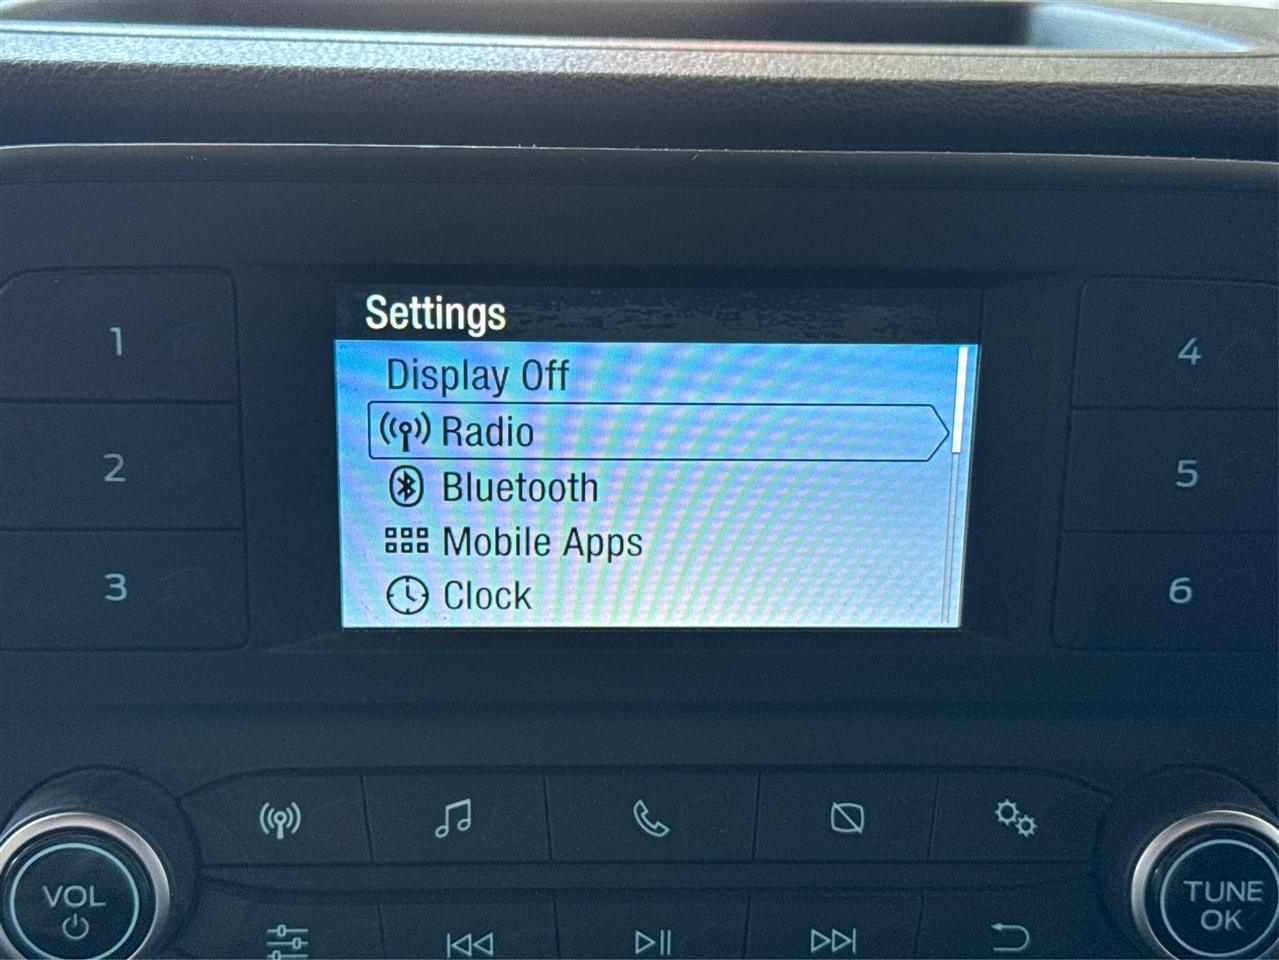 Settings
Display Off
Radio
Bluetooth
Mobile Apps
Clock
1
2
3
4
5
6
VOL
TUNE
OK